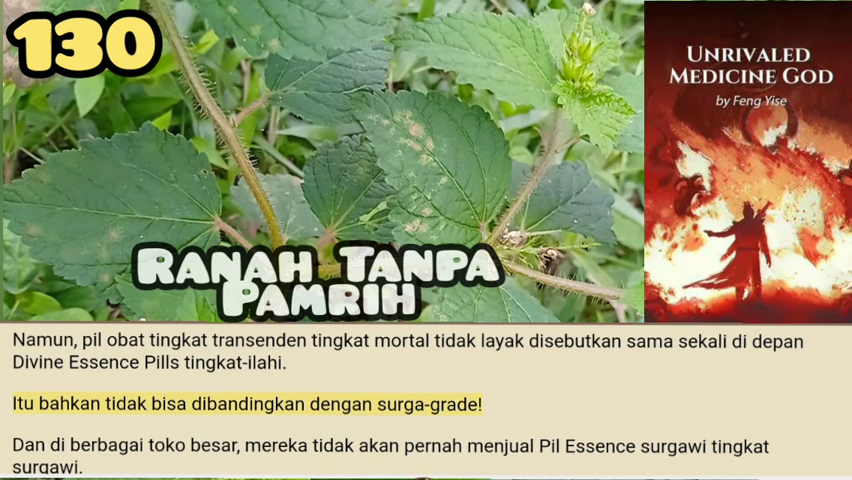 130
UNRIVALED
MEDICINE GOD
by Feng Yise
RANAH TANPA
PAMRIH
Namun, pil obat tingkat transenden tingkat mortal tidak layak disebutkan sama sekali di depan
Divine Essence Pills tingkat-ilahi.
Itu bahkan tidak bisa dibandingkan dengan surga-grade!
Dan di berbagai toko besar, mereka tidak akan pernah menjual Pil Essence surgawi tingkat
surgawi.